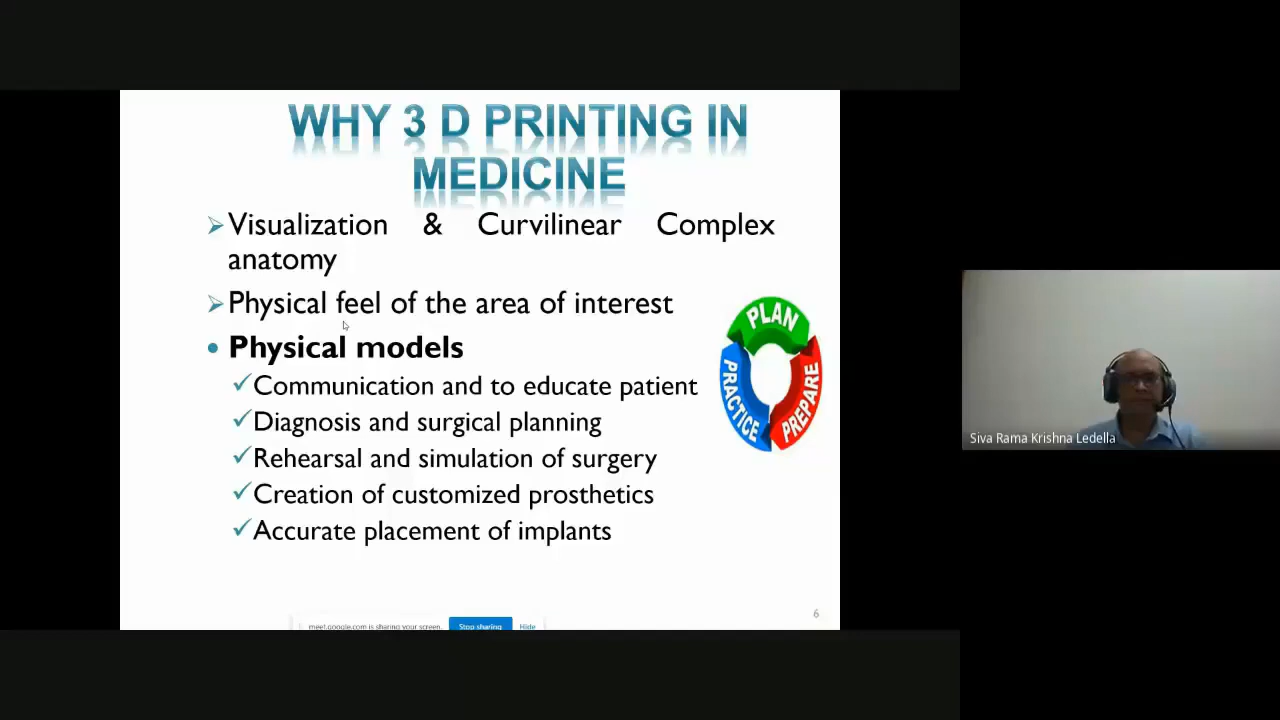 WHY 3 D PRINTING IN
MEDICINE
Visualization & Curvilinear Complex
anatomy
Physical feel of the area of interest
Physical models
Communication and to educate patient
Diagnosis and surgical planning
Rehearsal and simulation of surgery
Creation of customized prosthetics
Accurate placement of implants
PLAN
PRACTICE
PREPARE
Siva Rama Krishna Ledella
6
meet.google.com is sharing your screen.
Stop sharing
Hide